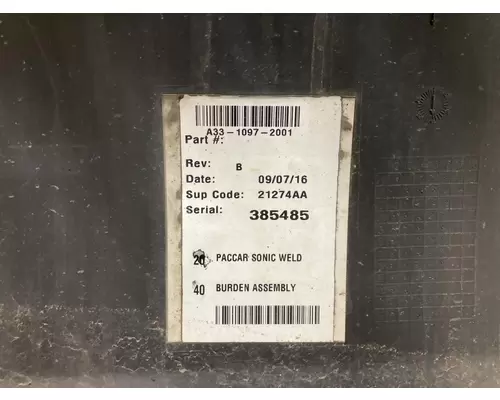 A33-1097-2001
Part #:
Rev: B
Date: 09/07/16
Sup Code: 21274AA
Serial: 385485
20 PACCAR SONIC WELD
40 BURDEN ASSEMBLY